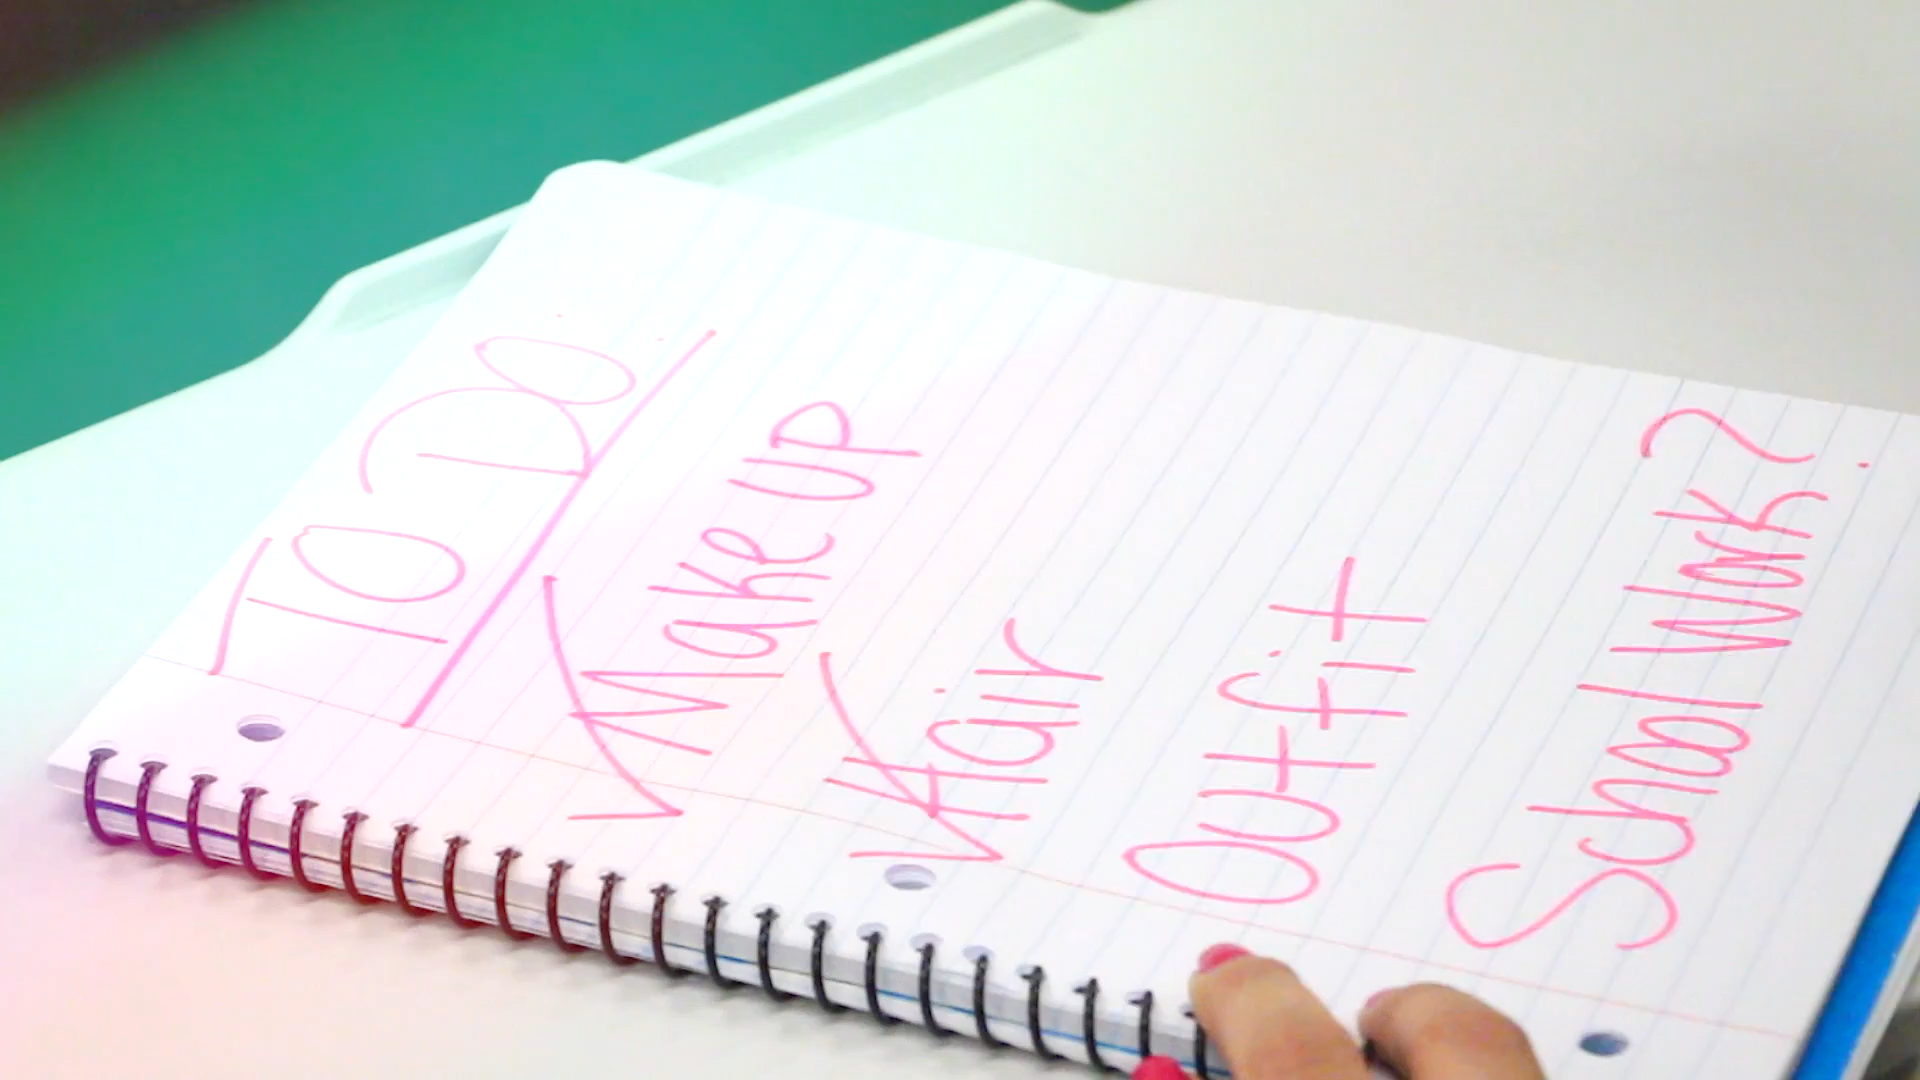 TO DO
✓ Make UP
✓ Hair
Outfit
School Work?